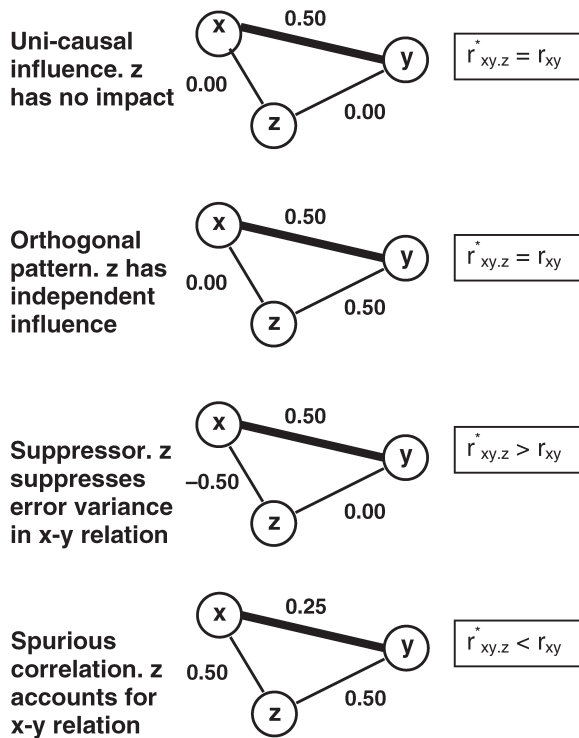 Uni-causal
influence. z
has no impact
x
0.50
y
0.00
z
0.00
r*xy.z = rxy
Orthogonal
pattern. z has
independent
influence
x
0.50
y
0.00
z
0.50
r*xy.z = rxy
Suppressor. z
suppresses
error variance
in x-y relation
x
0.50
y
–0.50
z
0.00
r*xy.z > rxy
Spurious
correlation. z
accounts for
x-y relation
x
0.25
y
0.50
z
0.50
r*xy.z < rxy